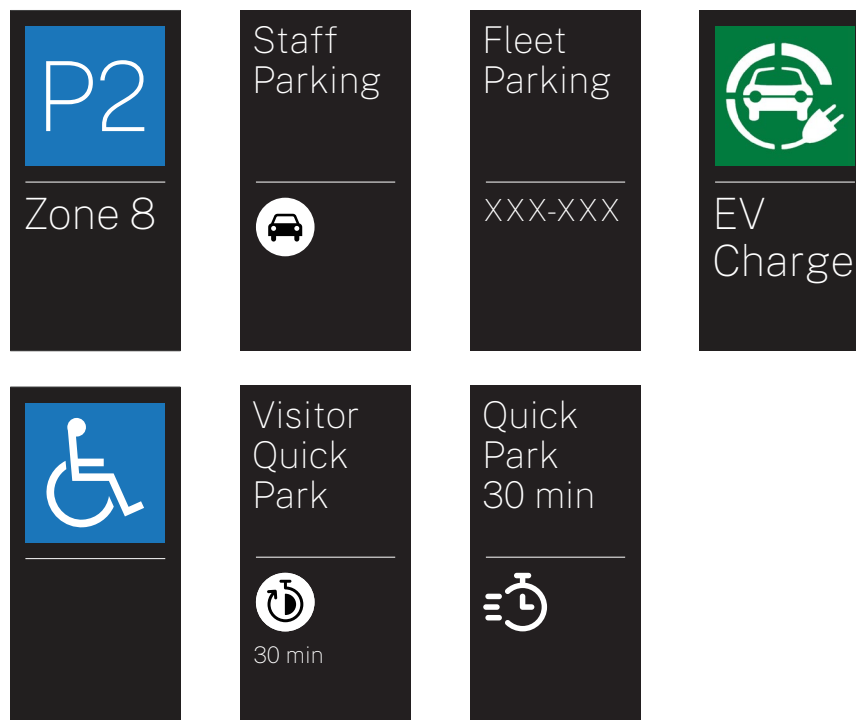 P2
Zone 8
Staff
Parking
Fleet
Parking
XXX-XXX
EV
Charge
Visitor
Quick
Park
30 min
Quick
Park
30 min